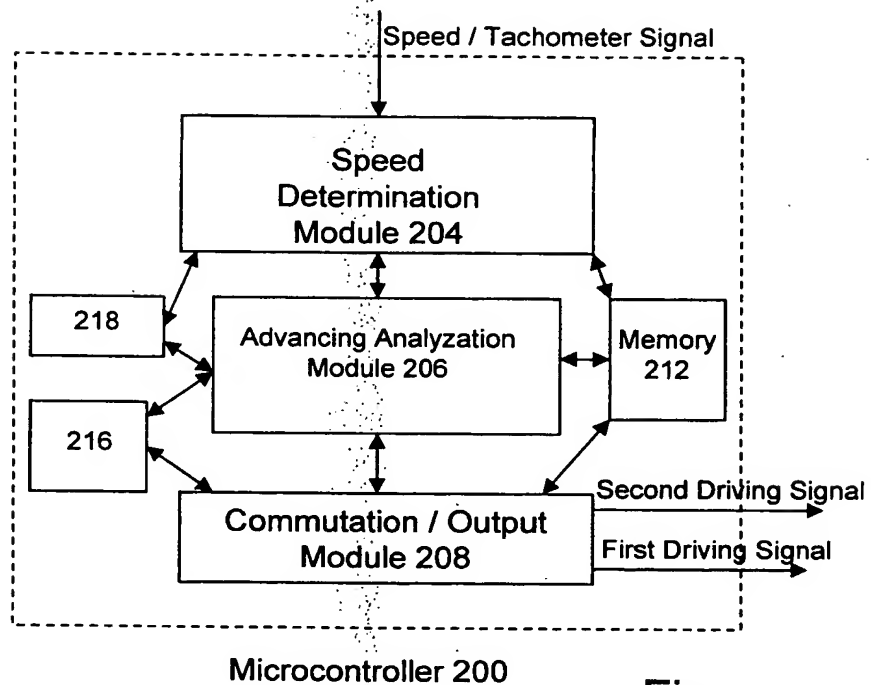 Speed / Tachometer Signal
Speed
Determination
Module 204
218
Advancing Analyzation
Module 206
Memory
212
216
Second Driving Signal
Commutation / Output
Module 208
First Driving Signal
Microcontroller 200